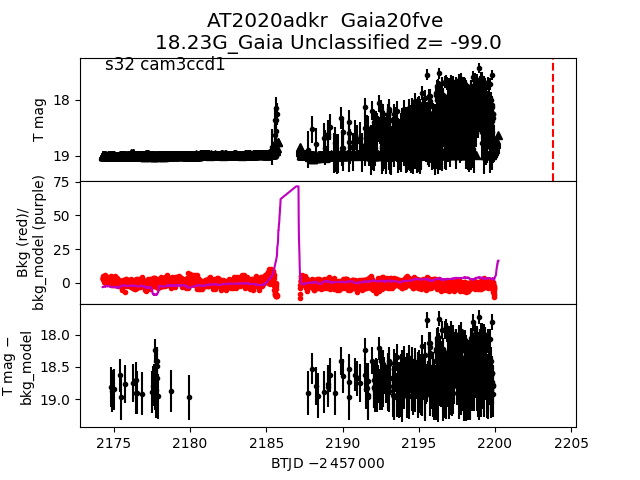 AT2020adkr  Gaia20fve
18.23G_Gaia Unclassified z= -99.0
s32 cam3ccd1
T mag
18
19
Bkg (red)/
bkg_model (purple)
75
50
25
0
T mag −
bkg_model
18.0
18.5
19.0
2175
2180
2185
2190
2195
2200
2205
BTJD −2 457 000